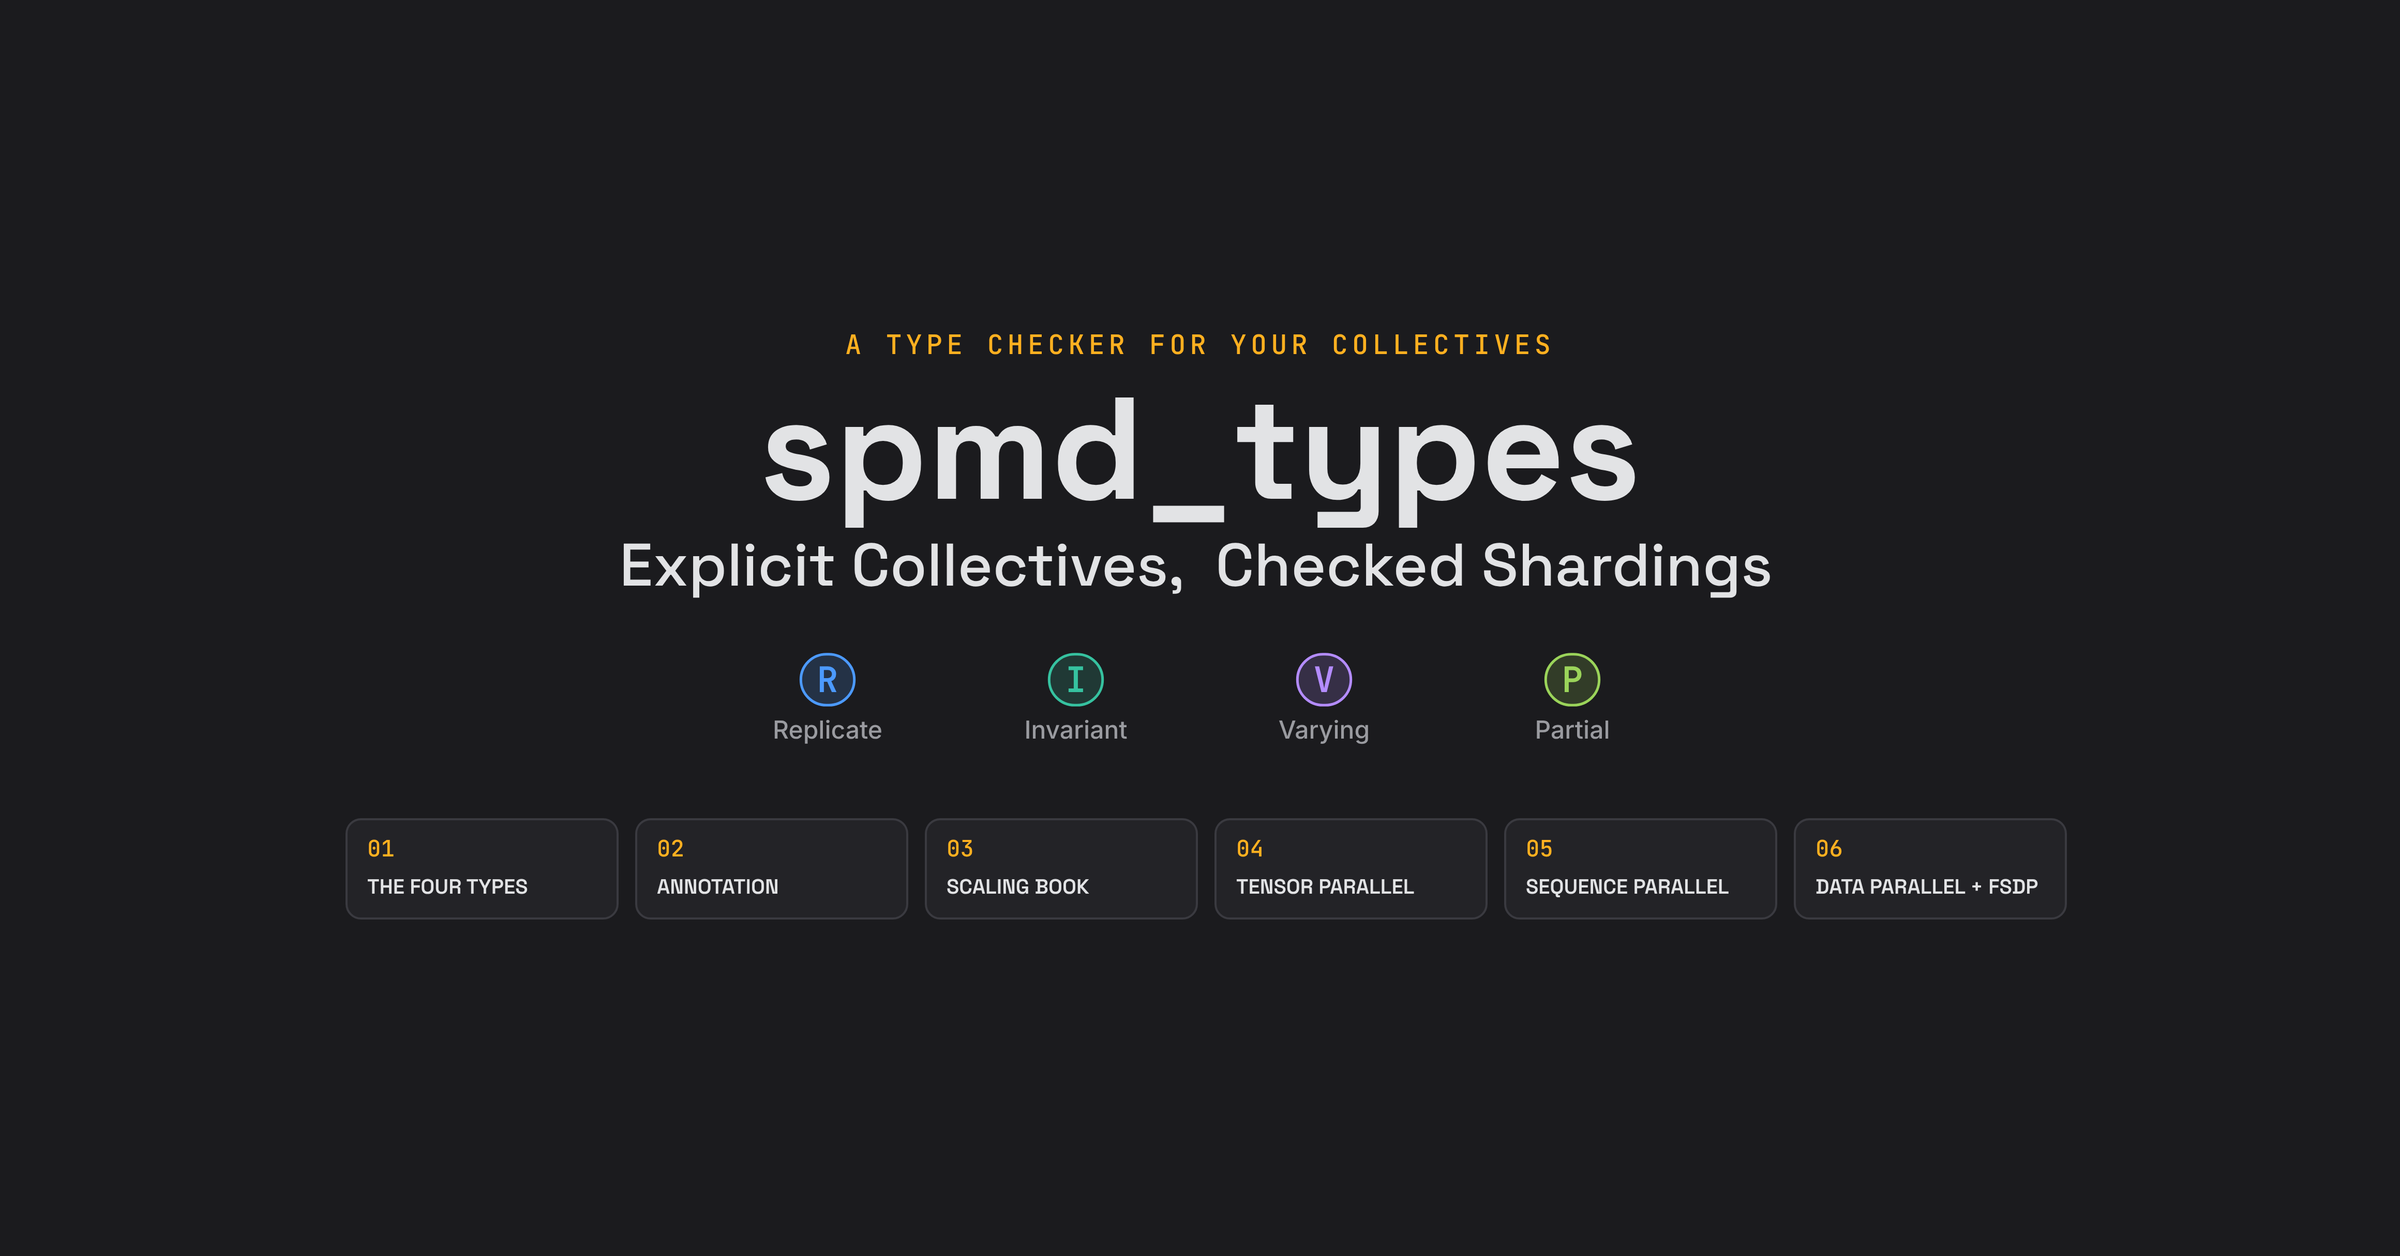 A TYPE CHECKER FOR YOUR COLLECTIVES
spmd_types
Explicit Collectives, Checked Shardings
R I V P
Replicate Invariant Varying Partial
01 02 03 04 05 06
THE FOUR TYPES ANNOTATION SCALING BOOK TENSOR PARALLEL SEQUENCE PARALLEL DATA PARALLEL + FSDP